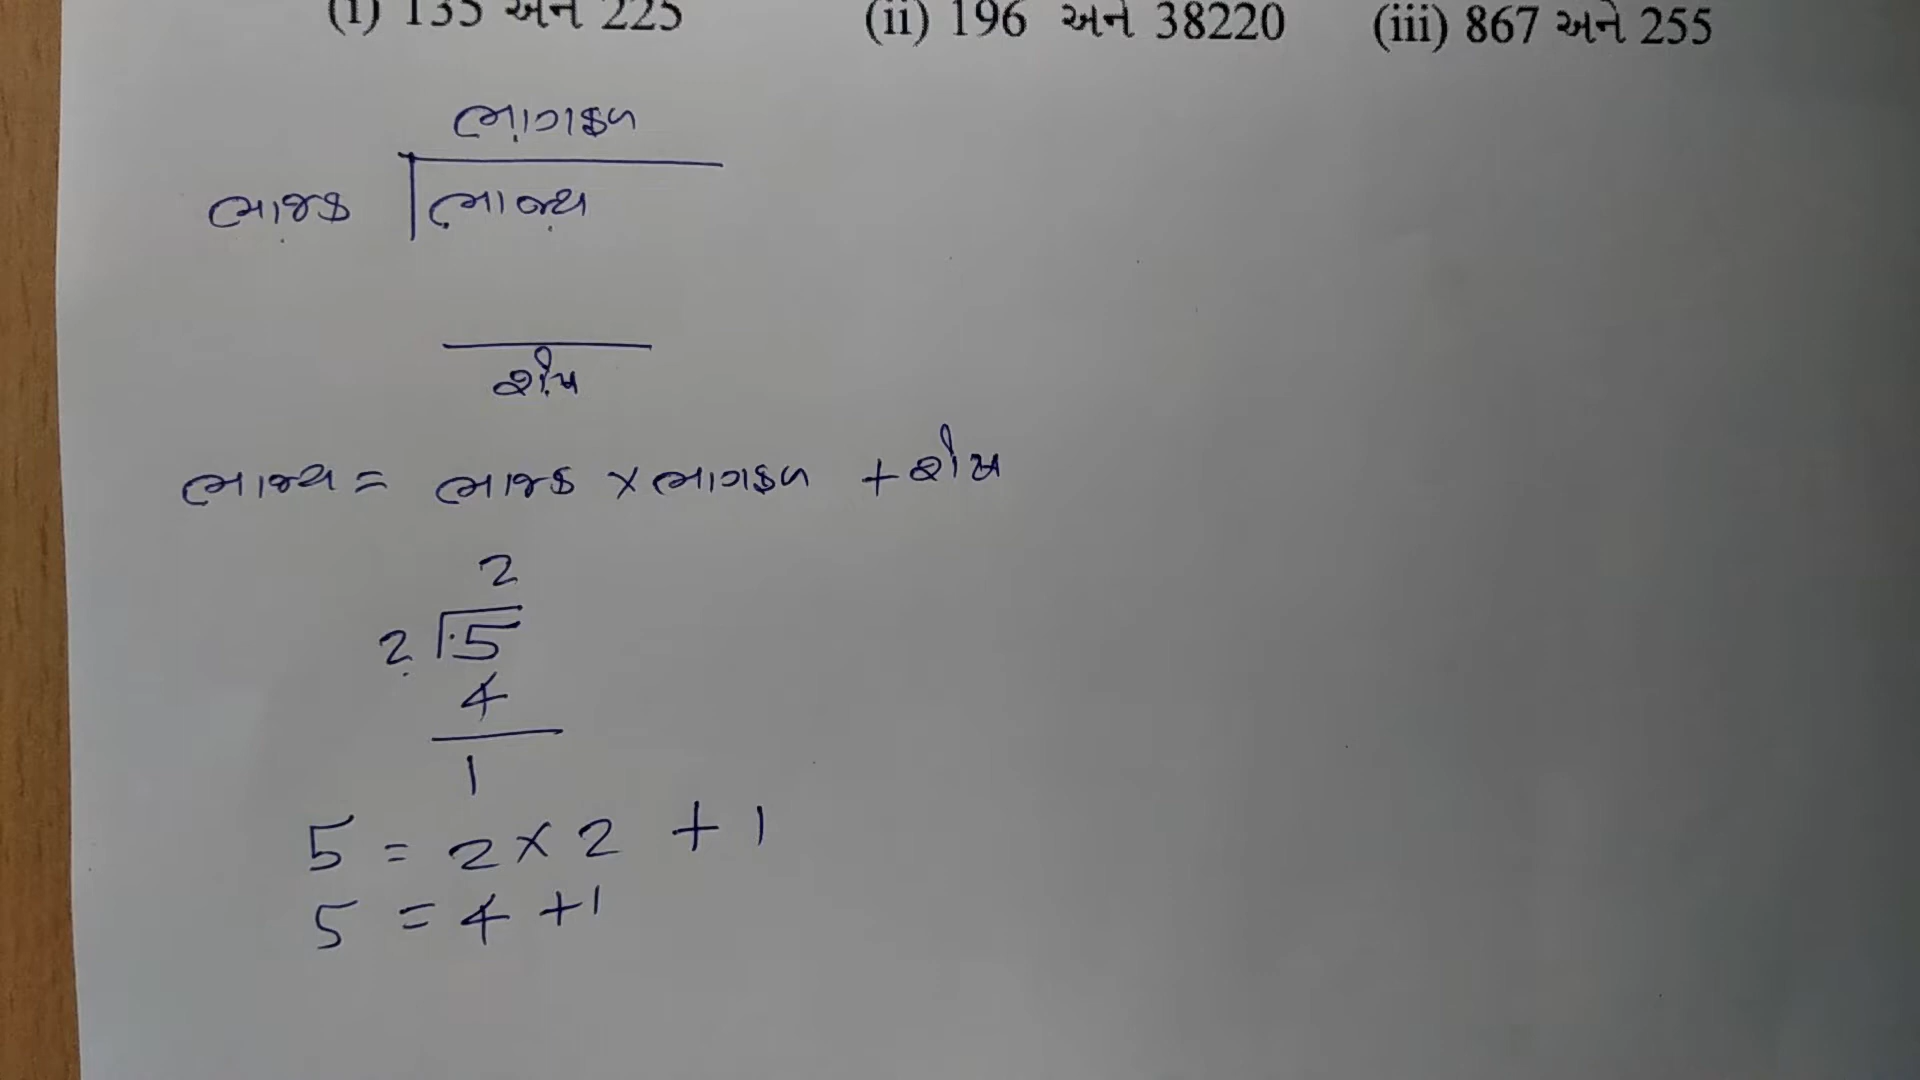 (i) 135 અને 225 (ii) 196 અને 38220 (iii) 867 અને 255
ભાગફળ
ભાજક ભાજ્ય
શેષ
ભાજ્ય = ભાજક × ભાગફળ + શેષ
2
2 5
4
1
5 = 2 × 2 + 1
5 = 4 + 1